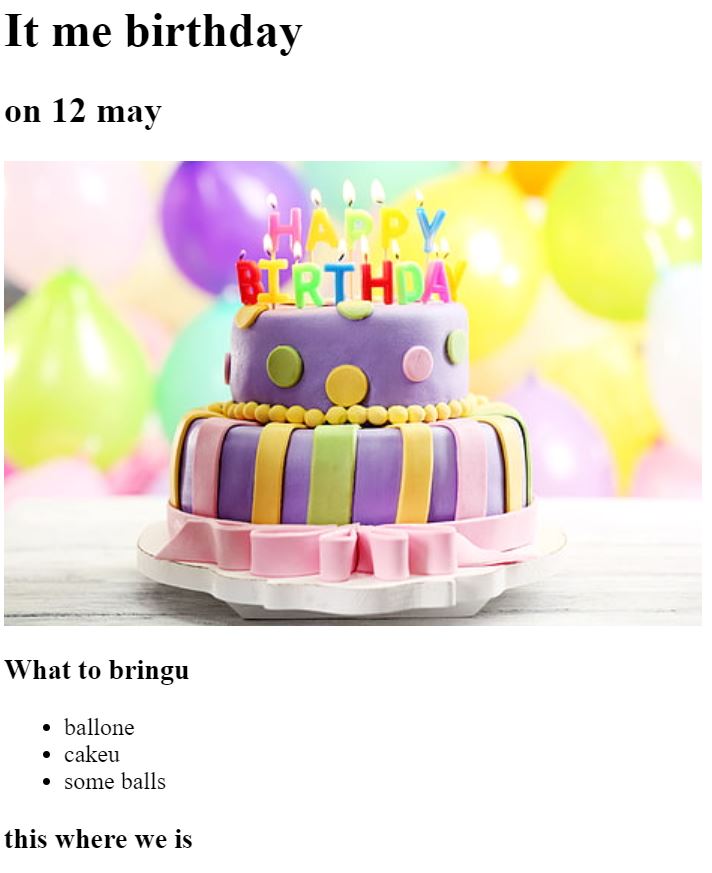 It me birthday
on 12 may
HAPPY
BIRTHDAY
What to bringu
ballone
cakeu
some balls
this where we is